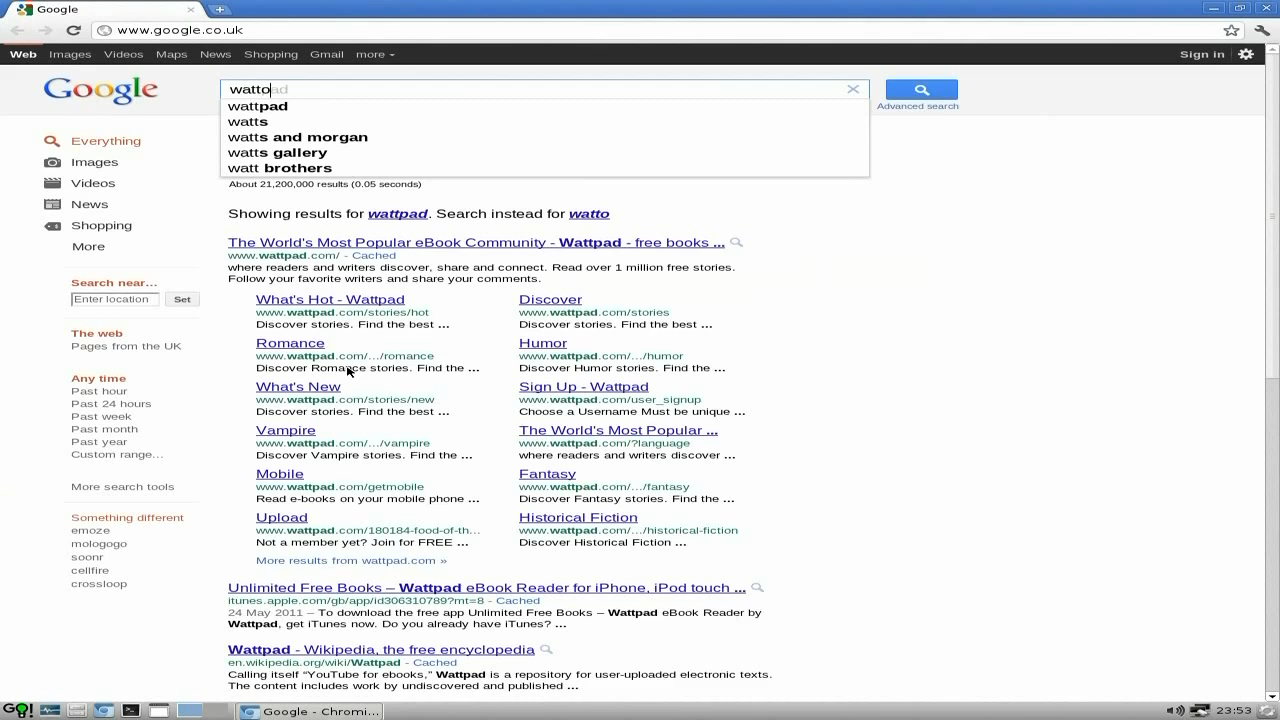 Google
www.google.co.uk
Web Images Videos Maps News Shopping Gmail more
Sign in
Google
wattoad
Advanced search
wattpad
watts
watts and morgan
watts gallery
watt brothers
About 21,200,000 results (0.05 seconds)
Everything
Images
Videos
News
Shopping
More
Search near...
Enter location Set
The web
Pages from the UK
Any time
Past hour
Past 24 hours
Past week
Past month
Past year
Custom range...
More search tools
Something different
emoze
mologogo
soonr
cellfire
crossloop
Showing results for wattpad. Search instead for watto
The World's Most Popular eBook Community - Wattpad - free books ...
www.wattpad.com/ - Cached
where readers and writers discover, share and connect. Read over 1 million free stories.
Follow your favorite writers and share your comments.
What's Hot - Wattpad
www.wattpad.com/stories/hot
Discover stories. Find the best ...
Discover
www.wattpad.com/stories
Discover stories. Find the best ...
Romance
www.wattpad.com/.../romance
Discover Romance stories. Find the ...
Humor
www.wattpad.com/.../humor
Discover Humor stories. Find the ...
What's New
www.wattpad.com/stories/new
Discover stories. Find the best ...
Sign Up - Wattpad
www.wattpad.com/user_signup
Choose a Username Must be unique ...
Vampire
www.wattpad.com/.../vampire
Discover Vampire stories. Find the ...
The World's Most Popular ...
www.wattpad.com/?language
where readers and writers discover ...
Mobile
www.wattpad.com/getmobile
Read e-books on your mobile phone ...
Fantasy
www.wattpad.com/.../fantasy
Discover Fantasy stories. Find the ...
Upload
www.wattpad.com/180184-food-of-th...
Not a member yet? Join for FREE ...
Historical Fiction
www.wattpad.com/.../historical-fiction
Discover Historical Fiction ...
More results from wattpad.com »
Unlimited Free Books – Wattpad eBook Reader for iPhone, iPod touch ...
itunes.apple.com/gb/app/id306310789?mt=8 - Cached
24 May 2011 – To download the free app Unlimited Free Books – Wattpad eBook Reader by
Wattpad, get iTunes now. Do you already have iTunes? ...
Wattpad - Wikipedia, the free encyclopedia
en.wikipedia.org/wiki/Wattpad - Cached
Calling itself “YouTube for ebooks,” Wattpad is a repository for user-uploaded electronic texts.
The content includes work by undiscovered and published ...
GO!
Google - Chromi...
23:53